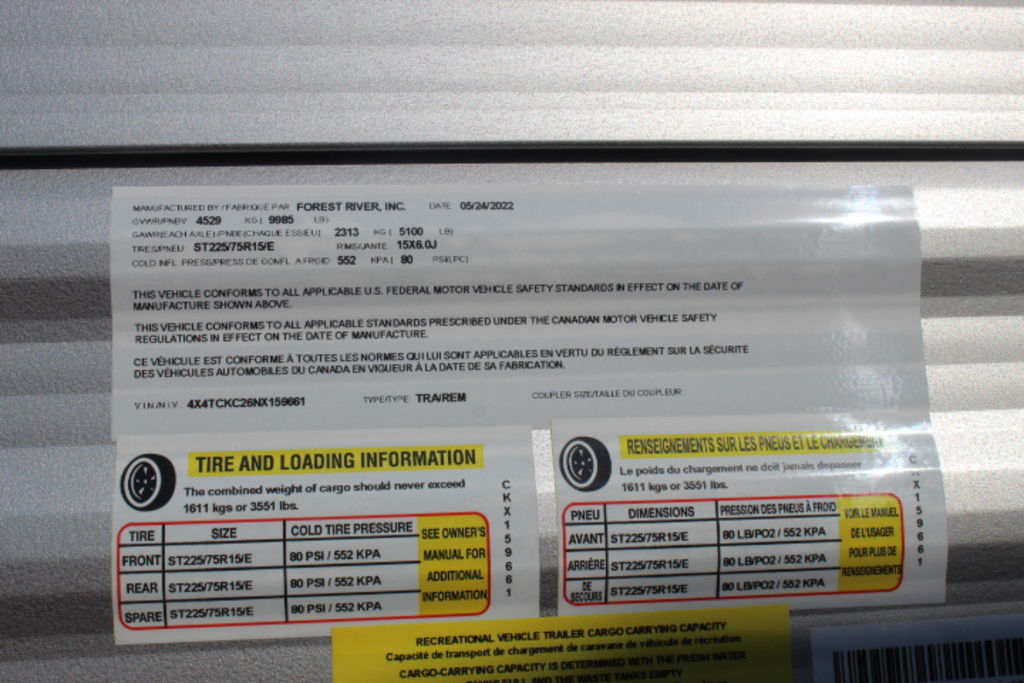 MANUFACTURED BY/FABRIQUE PAR FOREST RIVER, INC. DATE 05/24/2022
GVWR/PNBV 4529 KG( 9985 LB)
GAWR(EACH AXLE)/PNBE(CHAQUE ESSIEU) 2313 KG( 5100 LB)
TIRES/PNEU ST225/75R15/E RIMS/JANTE 15X6.0J
COLD INFL. PRESS/PRESS DE GONFL. A FROID 552 KPA( 80 PSI/LPC)
THIS VEHICLE CONFORMS TO ALL APPLICABLE U.S. FEDERAL MOTOR VEHICLE SAFETY STANDARDS IN EFFECT ON THE DATE OF
MANUFACTURE SHOWN ABOVE.
THIS VEHICLE CONFORMS TO ALL APPLICABLE STANDARDS PRESCRIBED UNDER THE CANADIAN MOTOR VEHICLE SAFETY
REGULATIONS IN EFFECT ON THE DATE OF MANUFACTURE.
CE VÉHICULE EST CONFORME À TOUTES LES NORMES QUI LUI SONT APPLICABLES EN VERTU DU RÈGLEMENT SUR LA SÉCURITÉ
DES VÉHICULES AUTOMOBILES DU CANADA EN VIGUEUR À LA DATE DE SA FABRICATION.
V.I.N./N.I.V. 4X4TCKC26NX159661 TYPE/TYPE TRA/REM COUPLER SIZE/TAILLE DU COUPLEUR
TIRE AND LOADING INFORMATION
The combined weight of cargo should never exceed
1611 kgs or 3551 lbs.
TIRE SIZE COLD TIRE PRESSURE SEE OWNER'S
FRONT ST225/75R15/E 80 PSI / 552 KPA MANUAL FOR
REAR ST225/75R15/E 80 PSI / 552 KPA ADDITIONAL
SPARE ST225/75R15/E 80 PSI / 552 KPA INFORMATION
CKX159661
RENSEIGNEMENTS SUR LES PNEUS ET LE CHARGEMENT
Le poids du chargement ne doit jamais depasser
1611 kgs or 3551 lbs.
PNEU DIMENSIONS PRESSION DES PNEUS À FROID VOIR LE MANUEL
AVANT ST225/75R15/E 80 LB/PO2 / 552 KPA DE L'USAGER
ARRIÈRE ST225/75R15/E 80 LB/PO2 / 552 KPA POUR PLUS DE
DE SECOURS ST225/75R15/E 80 LB/PO2 / 552 KPA RENSEIGNEMENTS
CKX159661
RECREATIONAL VEHICLE TRAILER CARGO CARRYING CAPACITY
Capacité de transport de chargement de caravane de véhicule de récréation
CARGO-CARRYING CAPACITY IS DETERMINED WITH THE FRESH WATER
TANKS FULL AND THE WASTE TANKS EMPTY